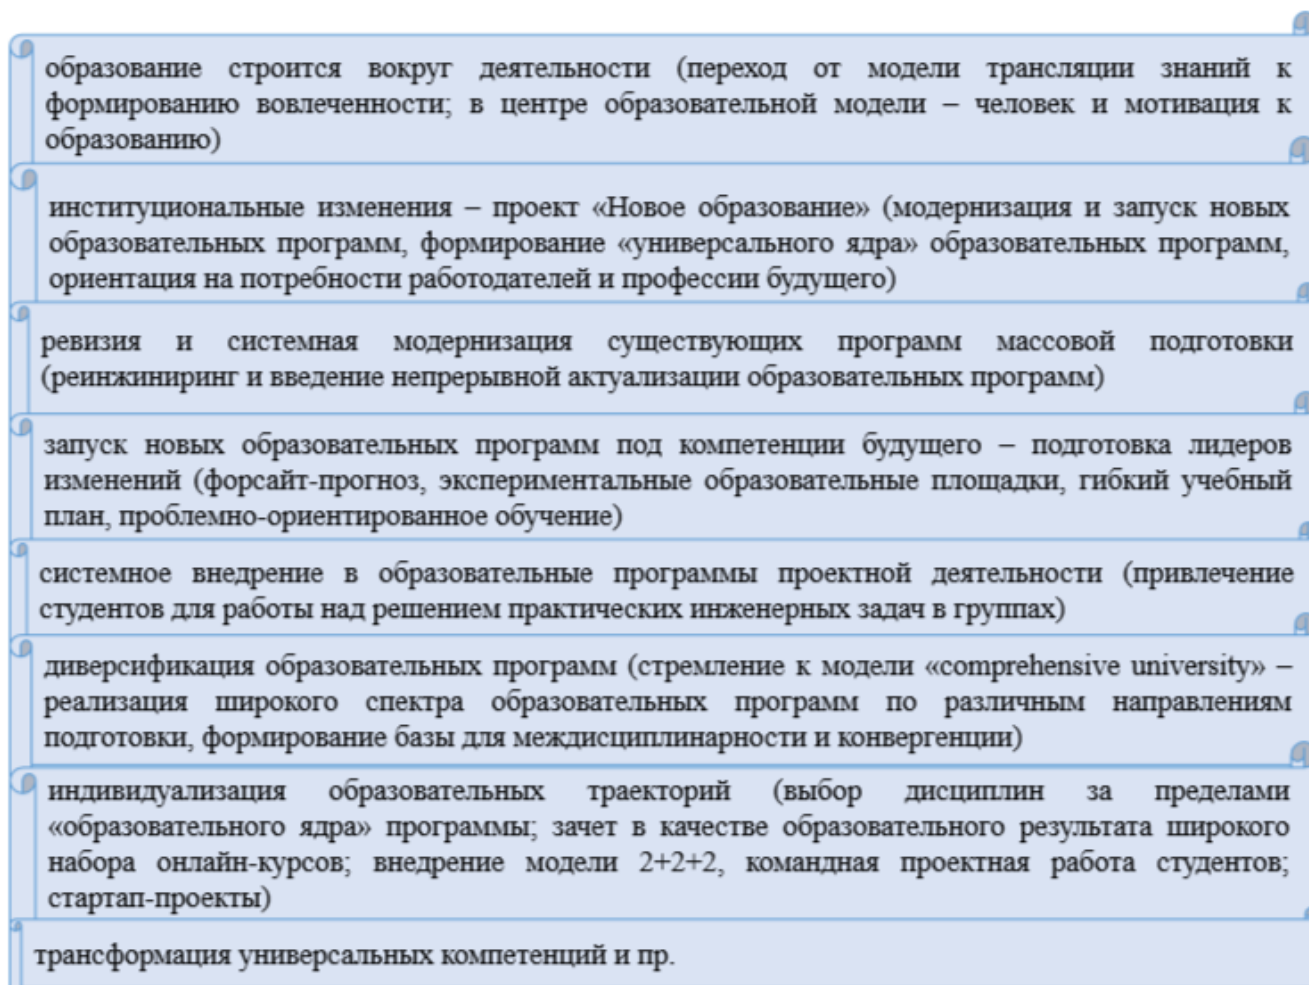 образование строится вокруг деятельности (переход от модели трансляции знаний к
формированию вовлеченности; в центре образовательной модели – человек и мотивация к
образованию)
институциональные изменения – проект «Новое образование» (модернизация и запуск новых
образовательных программ, формирование «универсального ядра» образовательных программ,
ориентация на потребности работодателей и профессии будущего)
ревизия и системная модернизация существующих программ массовой подготовки
(реинжиниринг и введение непрерывной актуализации образовательных программ)
запуск новых образовательных программ под компетенции будущего – подготовка лидеров
изменений (форсайт-прогноз, экспериментальные образовательные площадки, гибкий учебный
план, проблемно-ориентированное обучение)
системное внедрение в образовательные программы проектной деятельности (привлечение
студентов для работы над решением практических инженерных задач в группах)
диверсификация образовательных программ (стремление к модели «comprehensive university» –
реализация широкого спектра образовательных программ по различным направлениям
подготовки, формирование базы для междисциплинарности и конвергенции)
индивидуализация образовательных траекторий (выбор дисциплин за пределами
«образовательного ядра» программы; зачет в качестве образовательного результата широкого
набора онлайн-курсов; внедрение модели 2+2+2, командная проектная работа студентов;
стартап-проекты)
трансформация универсальных компетенций и пр.